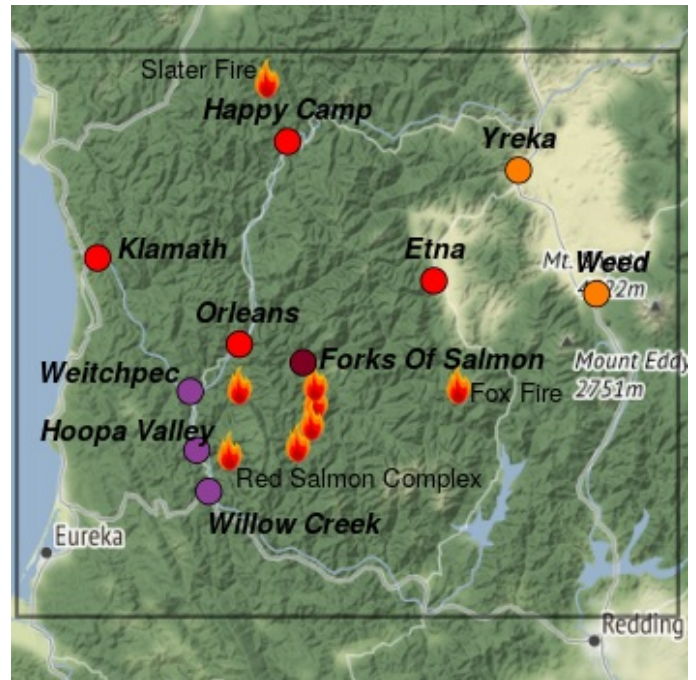 Slater Fire
Happy Camp
Yreka
Klamath
Etna
Weed
Orleans
Forks Of Salmon
Mount Eddy
2751m
Weitchpec
Fox Fire
Hoopa Valley
Red Salmon Complex
Willow Creek
Eureka
Redding